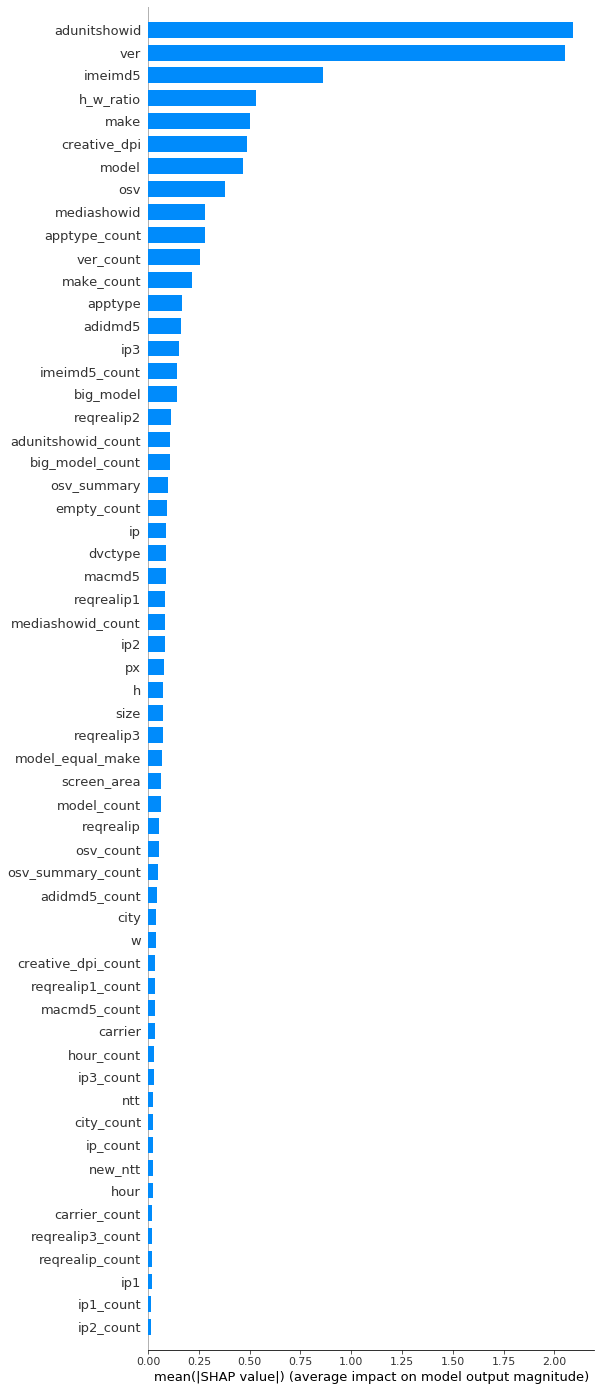 adunitshowid
ver
imeimd5
h_w_ratio
make
creative_dpi
model
osv
mediashowid
apptype_count
ver_count
make_count
apptype
adidmd5
ip3
imeimd5_count
big_model
reqrealip2
adunitshowid_count
big_model_count
osv_summary
empty_count
ip
dvctype
macmd5
reqrealip1
mediashowid_count
ip2
px
h
size
reqrealip3
model_equal_make
screen_area
model_count
reqrealip
osv_count
osv_summary_count
adidmd5_count
city
w
creative_dpi_count
reqrealip1_count
macmd5_count
carrier
hour_count
ip3_count
ntt
city_count
ip_count
new_ntt
hour
carrier_count
reqrealip3_count
reqrealip_count
ip1
ip1_count
ip2_count
0.00 0.25 0.50 0.75 1.00 1.25 1.50 1.75 2.00
mean(|SHAP value|) (average impact on model output magnitude)